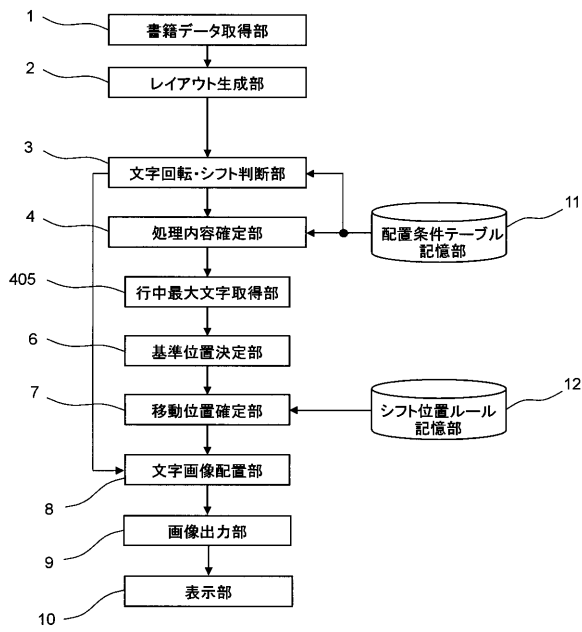 1
書籍データ取得部
2
レイアウト生成部
3
文字回転・シフト判断部
4
処理内容確定部
11
配置条件テーブル
記憶部
405
行中最大文字取得部
6
基準位置決定部
7
移動位置確定部
12
シフト位置ルール
記憶部
文字画像配置部
8
画像出力部
9
表示部
10